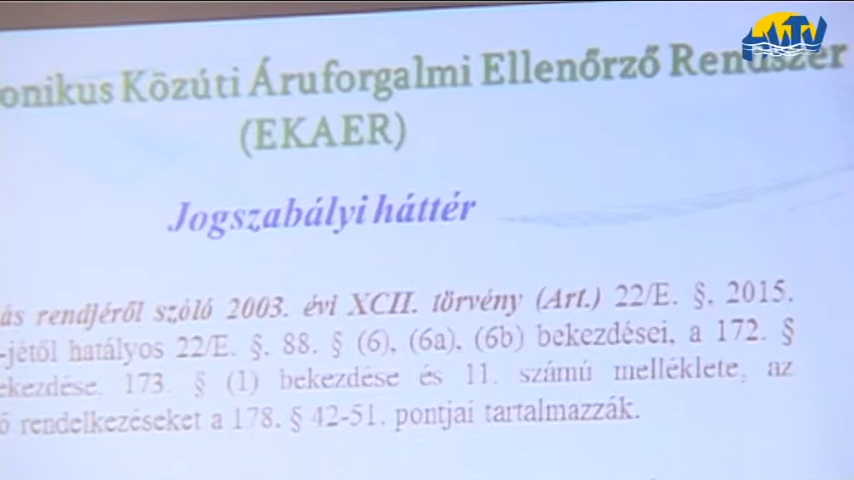 MTV
onikus Közúti Áruforgalmi Ellenőrző Rendszer
(EKAER)
Jogszabályi háttér
ás rendjéről szóló 2003. évi XCII. törvény (Art.) 22/E. §. 2015.
-jétől hatályos 22/E. §. 88. § (6), (6a), (6b) bekezdései, a 172. §
ekezdése, 173. § (1) bekezdése és 11. számú melléklete, az
ő rendelkezéseket a 178. § 42-51. pontjai tartalmazzák.